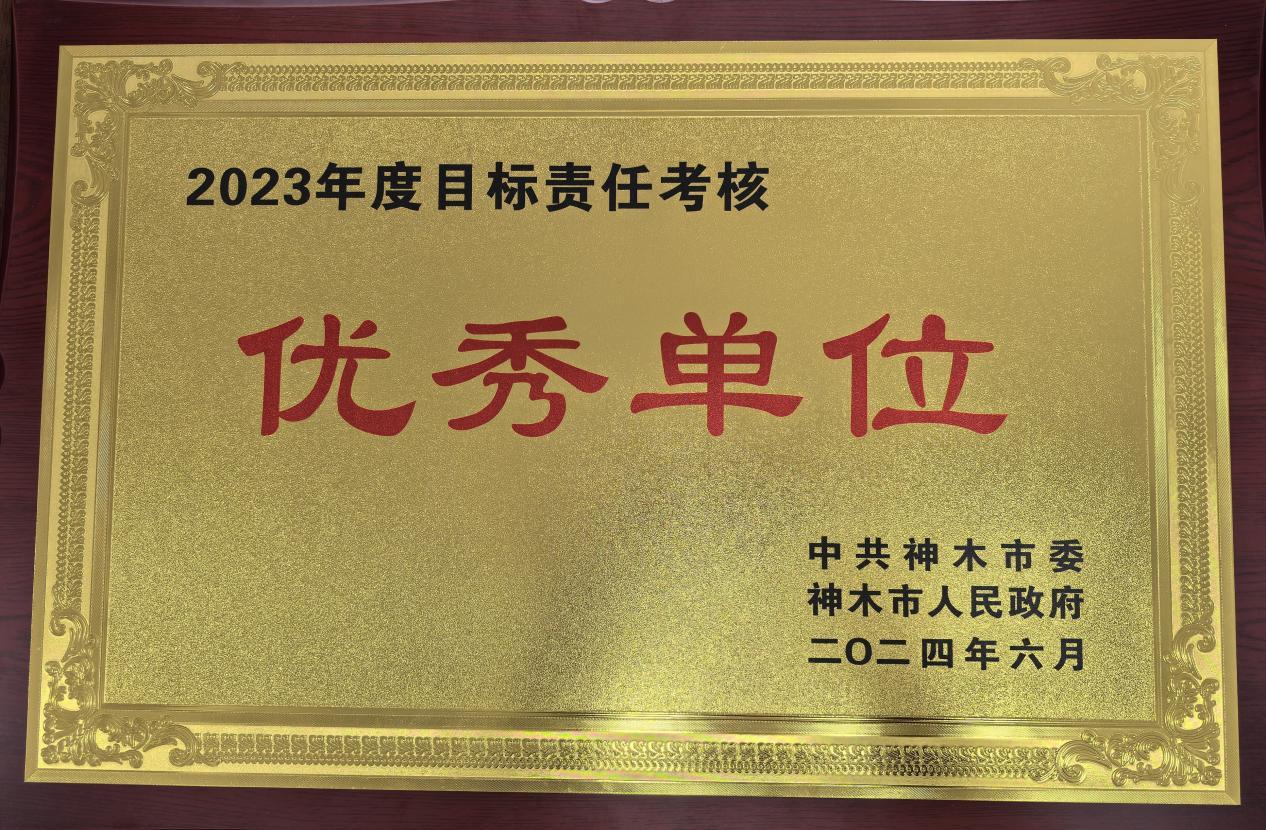 2023年度目标责任考核
优秀单位
中共神木市委
神木市人民政府
二〇二四年六月